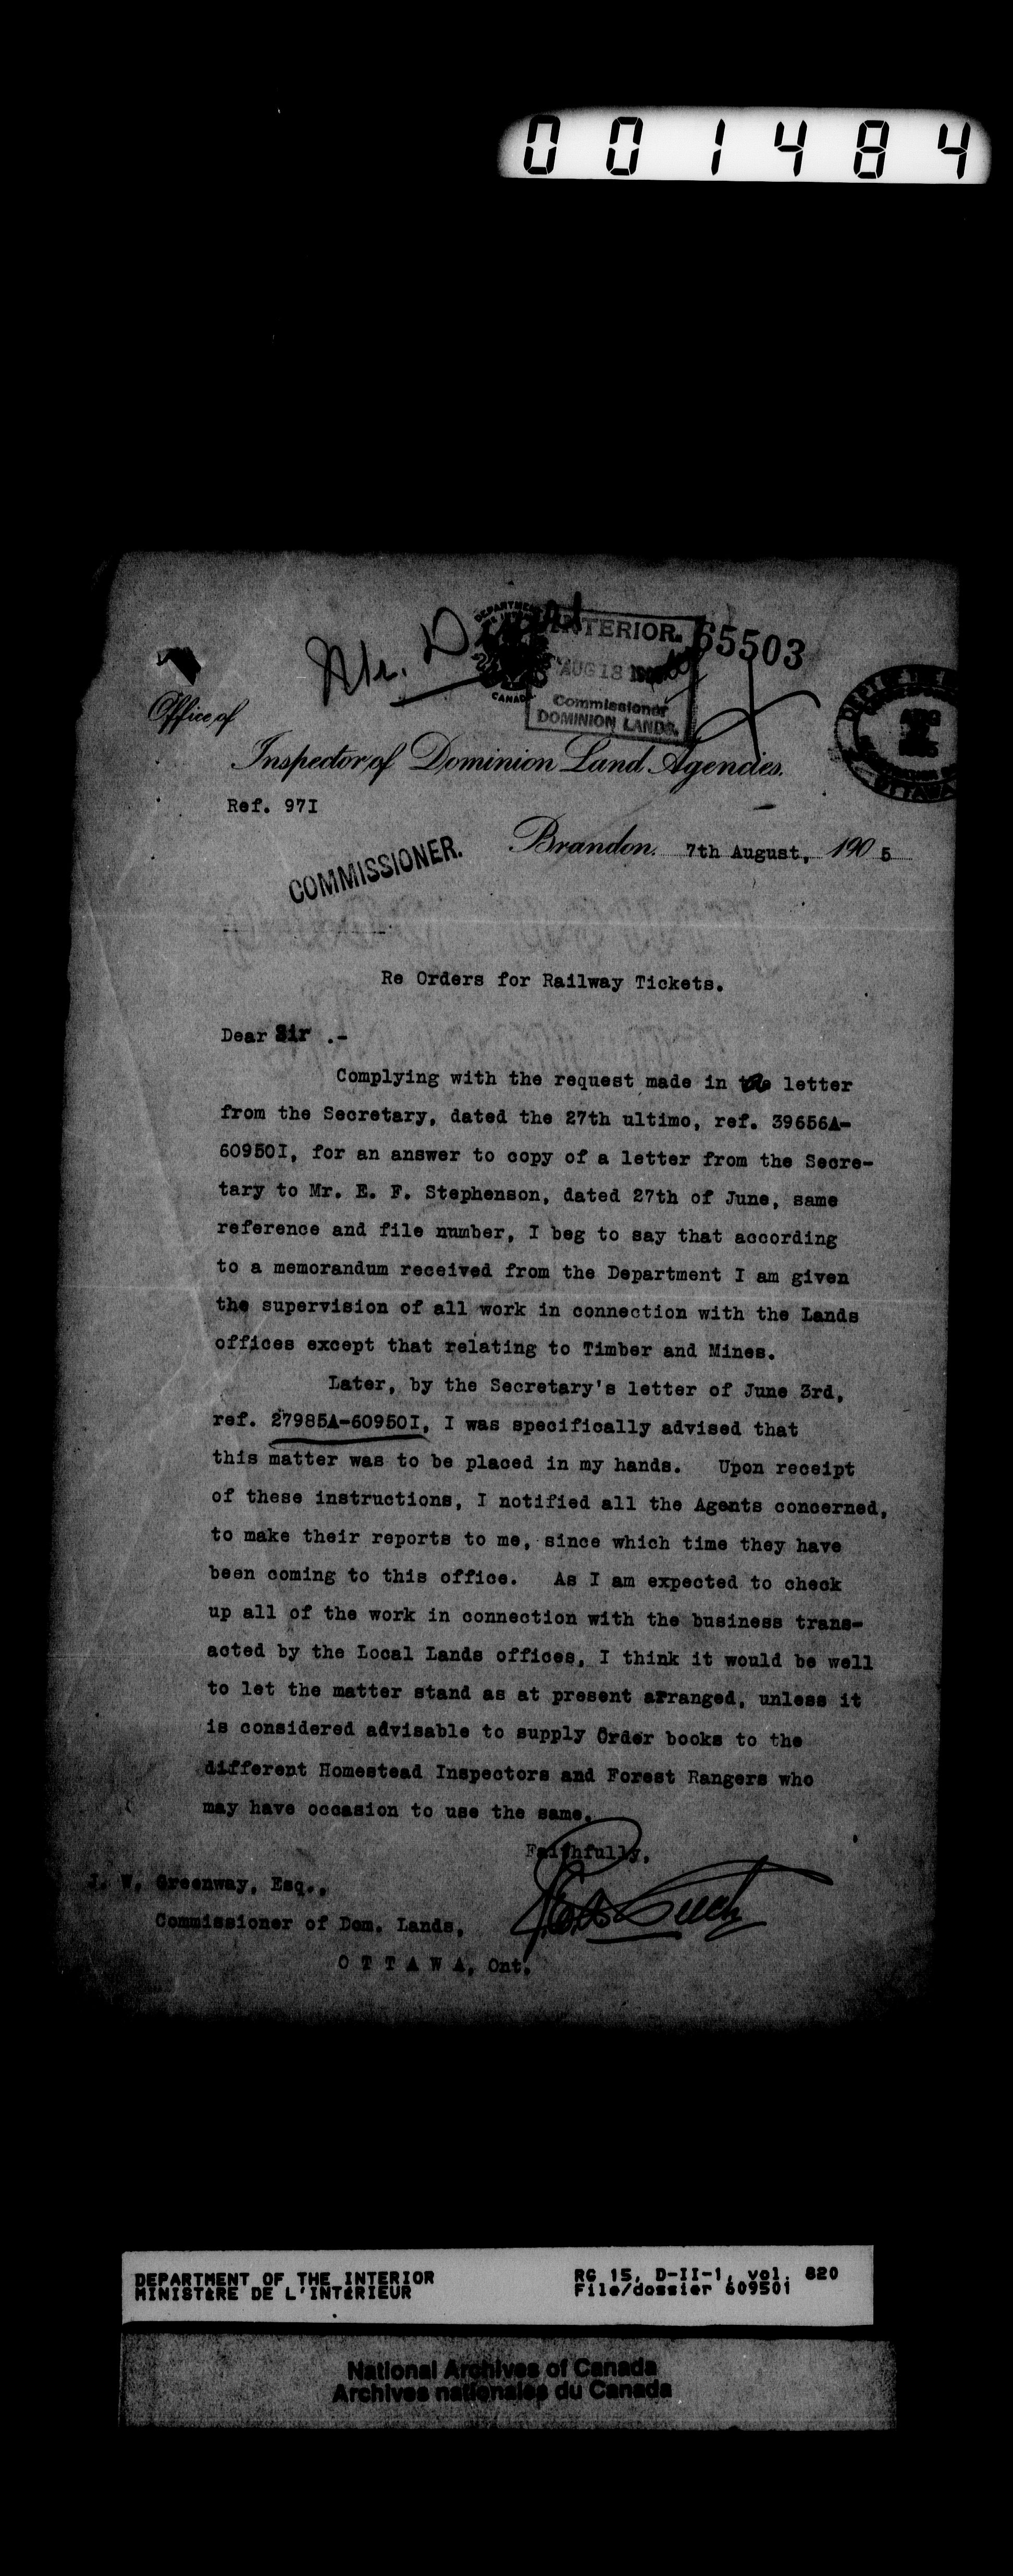 001484
Mr.
DEPARTMENT
CANADA
INTERIOR.
65503
AUG 18
Commissioner
DOMINION LANDS.
DEPT OF THE
OTTAWA
Office of
Inspector of Dominion Land Agencies.
Ref. 97I
COMMISSIONER.
Brandon. 7th August, 1905
Re Orders for Railway Tickets.
Dear Sir .-
Complying with the request made in the letter
from the Secretary, dated the 27th ultimo, ref. 39656A-
60950I, for an answer to copy of a letter from the Secre-
tary to Mr. E. F. Stephenson, dated 27th of June, same
reference and file number, I beg to say that according
to a memorandum received from the Department I am given
the supervision of all work in connection with the Lands
offices except that relating to Timber and Mines.
Later, by the Secretary's letter of June 3rd,
ref. 27985A-60950I, I was specifically advised that
this matter was to be placed in my hands. Upon receipt
of these instructions, I notified all the Agents concerned,
to make their reports to me, since which time they have
been coming to this office. As I am expected to check
up all of the work in connection with the business trans-
acted by the Local Lands offices, I think it would be well
to let the matter stand as at present arranged, unless it
is considered advisable to supply Order books to the
different Homestead Inspectors and Forest Rangers who
may have occasion to use the same.
Faithfully,
W. Greenway, Esq.,
Commissioner of Dom. Lands,
OTTAWA, Ont.
DEPARTMENT OF THE INTERIOR
MINISTÈRE DE L'INTÉRIEUR
RG 15, D-II-1, vol. 820
File/dossier 609501
National Archives of Canada
Archives nationales du Canada